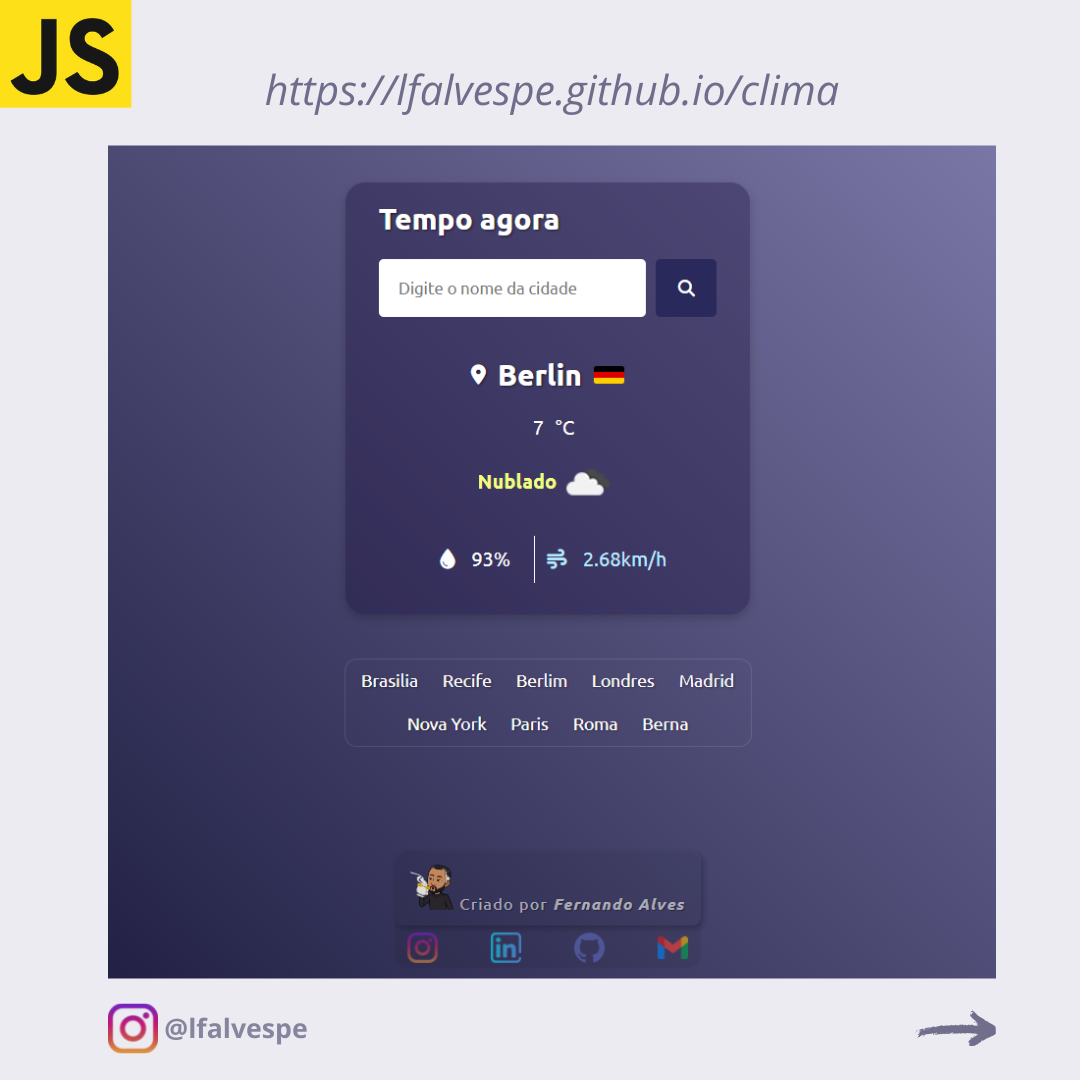 JS
https://lfalvespe.github.io/clima
Tempo agora
Digite o nome da cidade
Berlin
7 °C
Nublado
93% 2.68km/h
Brasilia Recife Berlim Londres Madrid
Nova York Paris Roma Berna
Criado por Fernando Alves
in
@lfalvespe